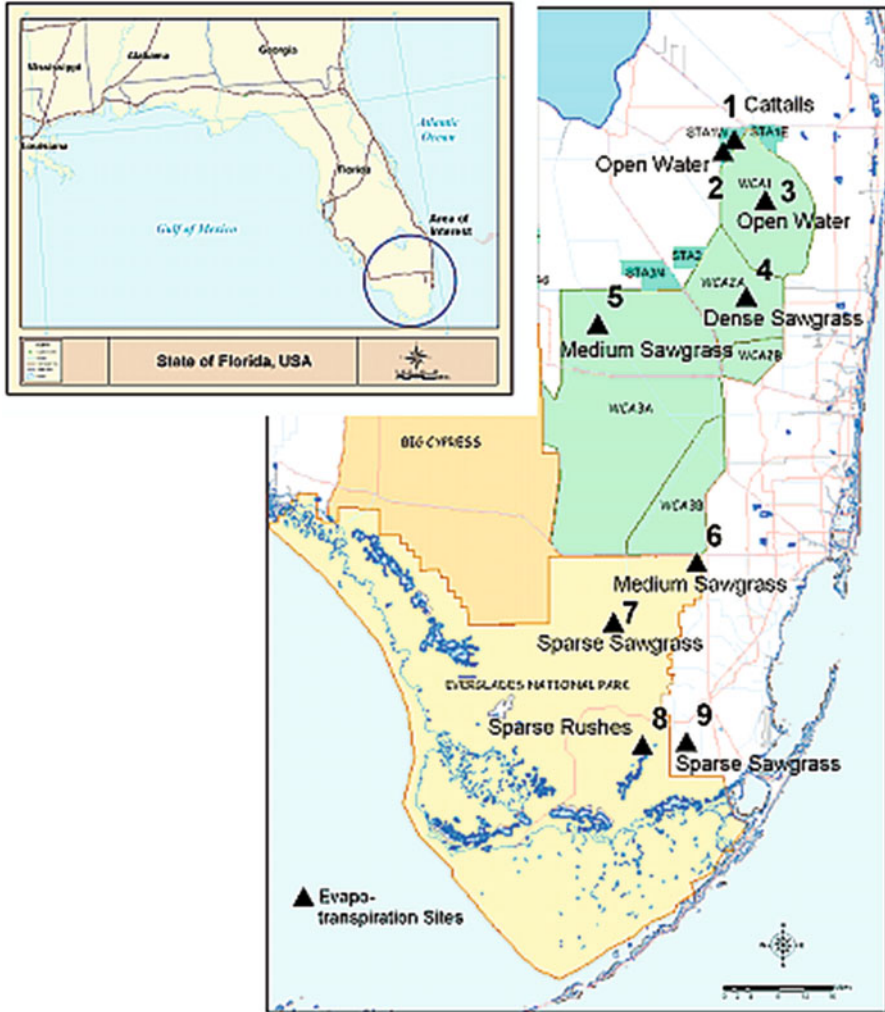 Mississippi
Alabama
Georgia
Louisiana
Atlantic
Ocean
Florida
Gulf of Mexico
Area of
Interest
State of Florida, USA
1
Cattails
STA1W
STA1E
Open Water
2
WCA1
3
Open Water
STA2
STA3/4
WCA2A
4
Dense Sawgrass
5
Medium Sawgrass
WCA2B
WCA3A
BIG CYPRESS
WCA3B
6
Medium Sawgrass
7
Sparse Sawgrass
EVERGLADES NATIONAL PARK
Sparse Rushes
8
9
Sparse Sawgrass
Evapo-
transpiration Sites